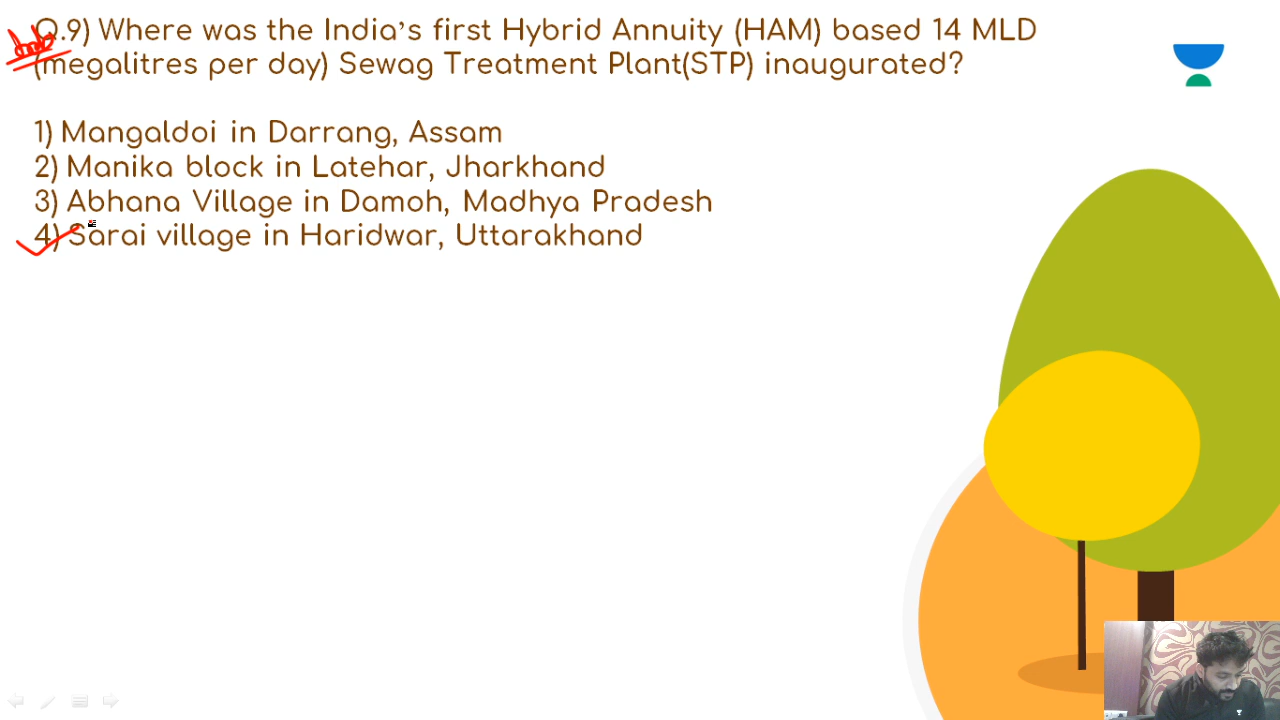 Q.9) Where was the India's first Hybrid Annuity (HAM) based 14 MLD
(megalitres per day) Sewag Treatment Plant(STP) inaugurated?
1) Mangaldoi in Darrang, Assam
2) Manika block in Latehar, Jharkhand
3) Abhana Village in Damoh, Madhya Pradesh
4) Sarai village in Haridwar, Uttarakhand